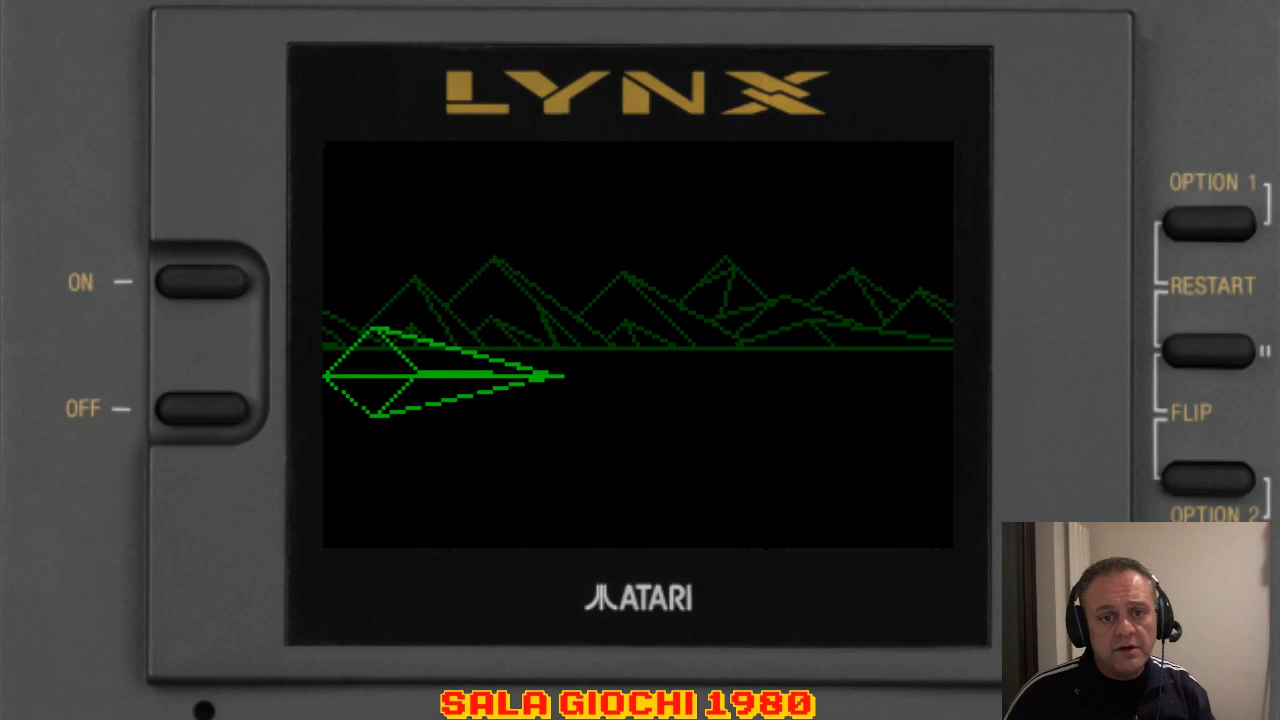 LYNX
OPTION 1
ON
RESTART
OFF
FLIP
OPTION 2
ATARI
SALA GIOCHI 1980